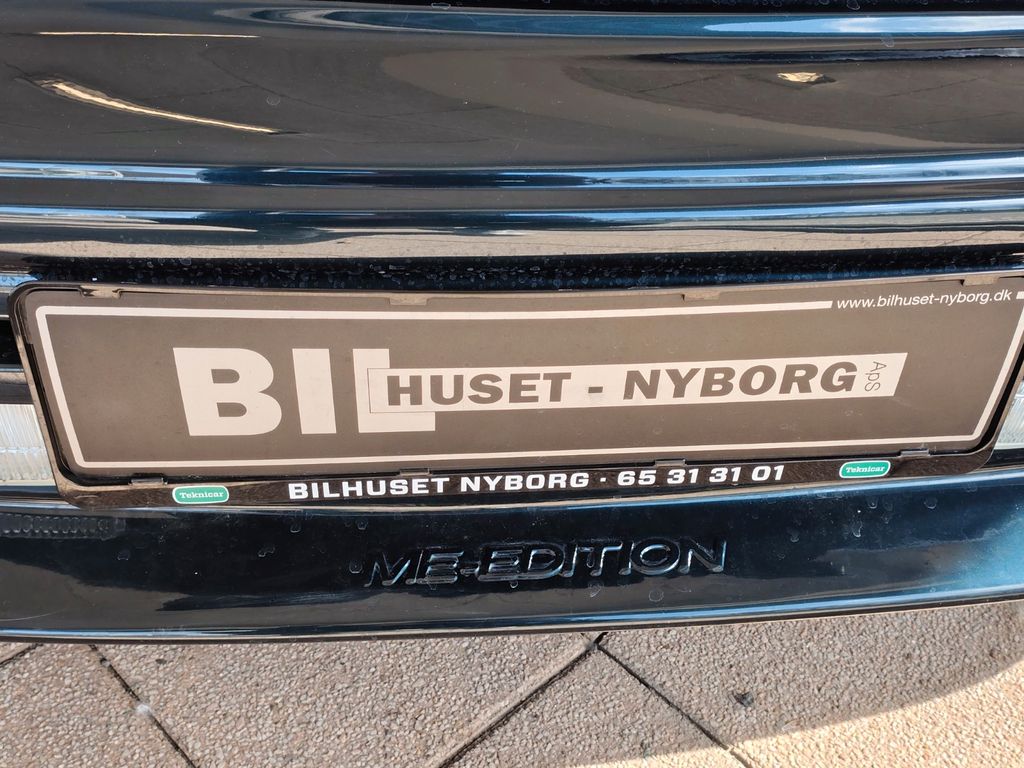 www.bilhuset-nyborg.dk
BIL HUSET - NYBORG ApS
Teknicar BILHUSET NYBORG · 65 31 31 01 Teknicar
ME-EDITION